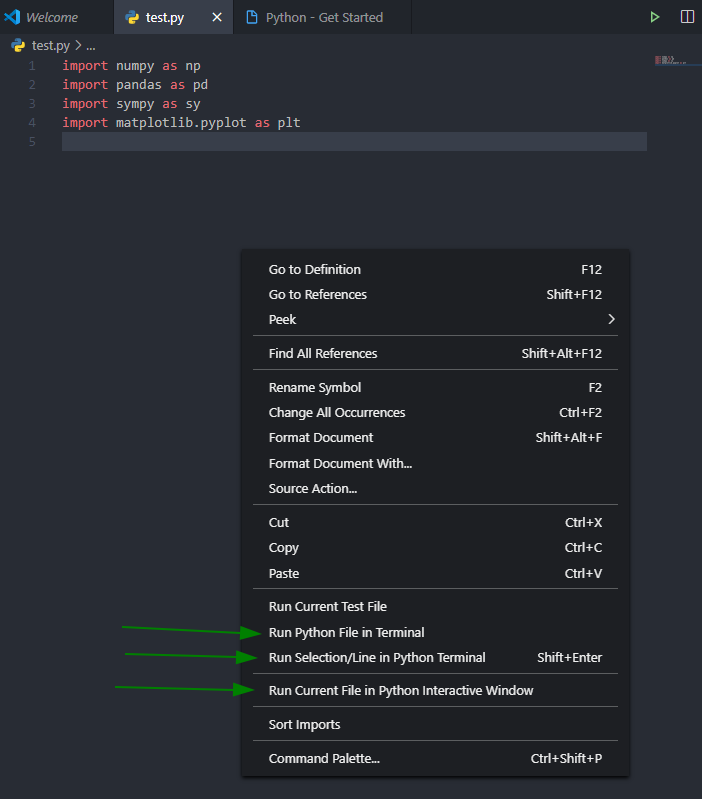 Welcome test.py Python - Get Started
test.py > ...
1 import numpy as np
2 import pandas as pd
3 import sympy as sy
4 import matplotlib.pyplot as plt
5
Go to Definition F12
Go to References Shift+F12
Peek
Find All References Shift+Alt+F12
Rename Symbol F2
Change All Occurrences Ctrl+F2
Format Document Shift+Alt+F
Format Document With...
Source Action...
Cut Ctrl+X
Copy Ctrl+C
Paste Ctrl+V
Run Current Test File
Run Python File in Terminal
Run Selection/Line in Python Terminal Shift+Enter
Run Current File in Python Interactive Window
Sort Imports
Command Palette... Ctrl+Shift+P